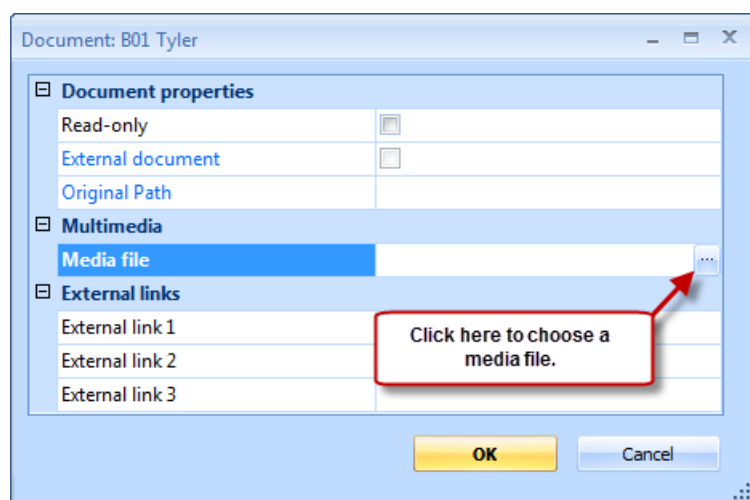 Document: B01 Tyler
Document properties
Read-only
External document
Original Path
Multimedia
Media file
...
External links
External link 1
External link 2
External link 3
Click here to choose a
media file.
OK
Cancel